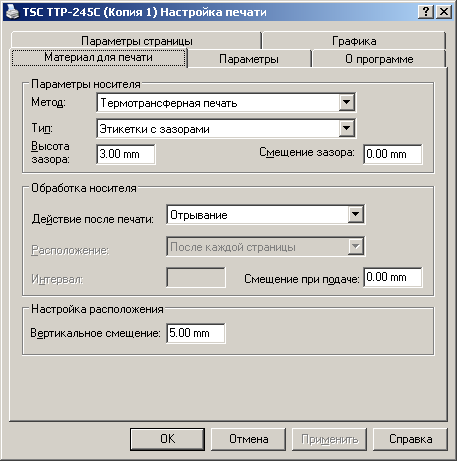 TSC TTP-245C (Копия 1) Настройка печати
Параметры страницы Графика
Материал для печати Параметры О программе
Параметры носителя
Метод: Термотрансферная печать
Тип: Этикетки с зазорами
Высота зазора: 3.00 mm Смещение зазора: 0.00 mm
Обработка носителя
Действие после печати: Отрывание
Расположение: После каждой страницы
Интервал: Смещение при подаче: 0.00 mm
Настройка расположения
Вертикальное смещение: 5.00 mm
OK Отмена Применить Справка